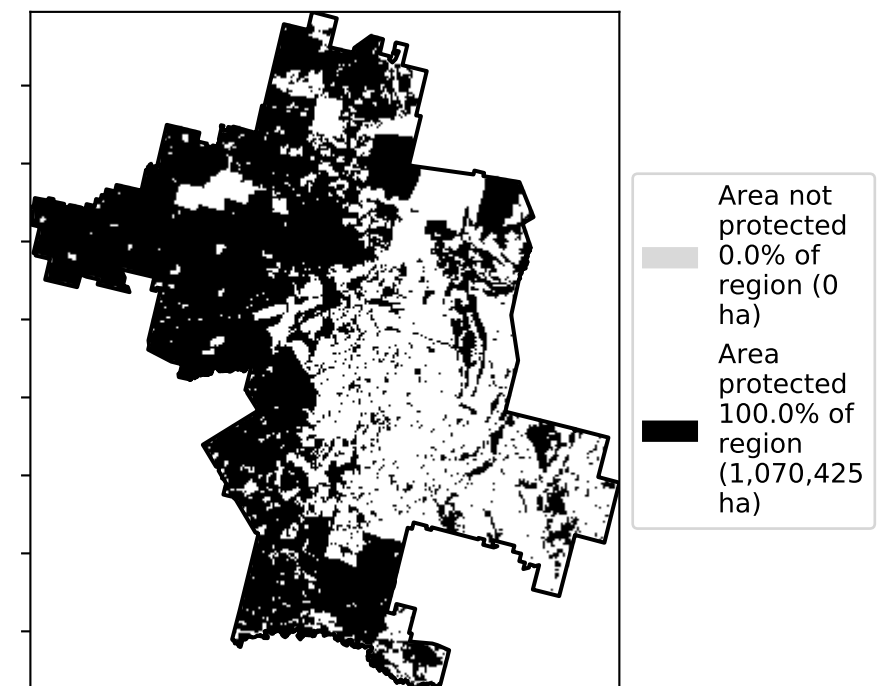 Area not
protected
0.0% of
region (0
ha)
Area
protected
100.0% of
region
(1,070,425
ha)